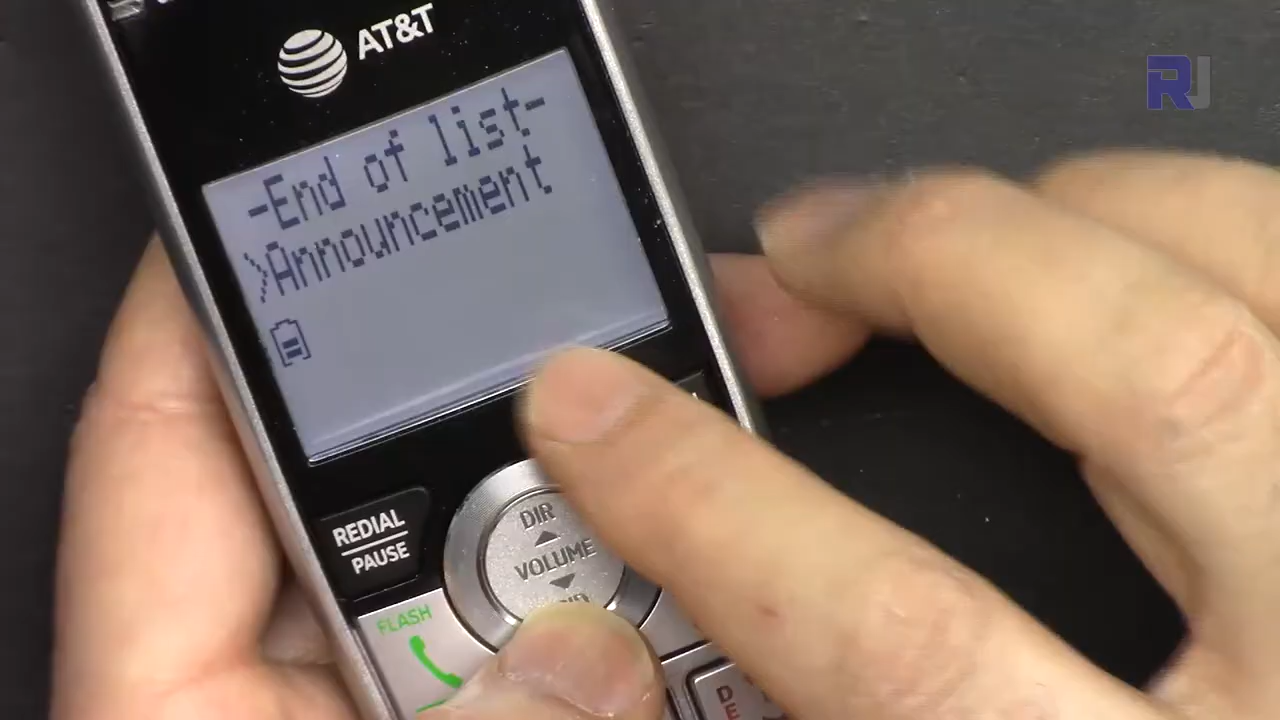 AT&T
RJ
-End of list-
>Announcement
REDIAL
PAUSE
DIR
VOLUME
FLASH